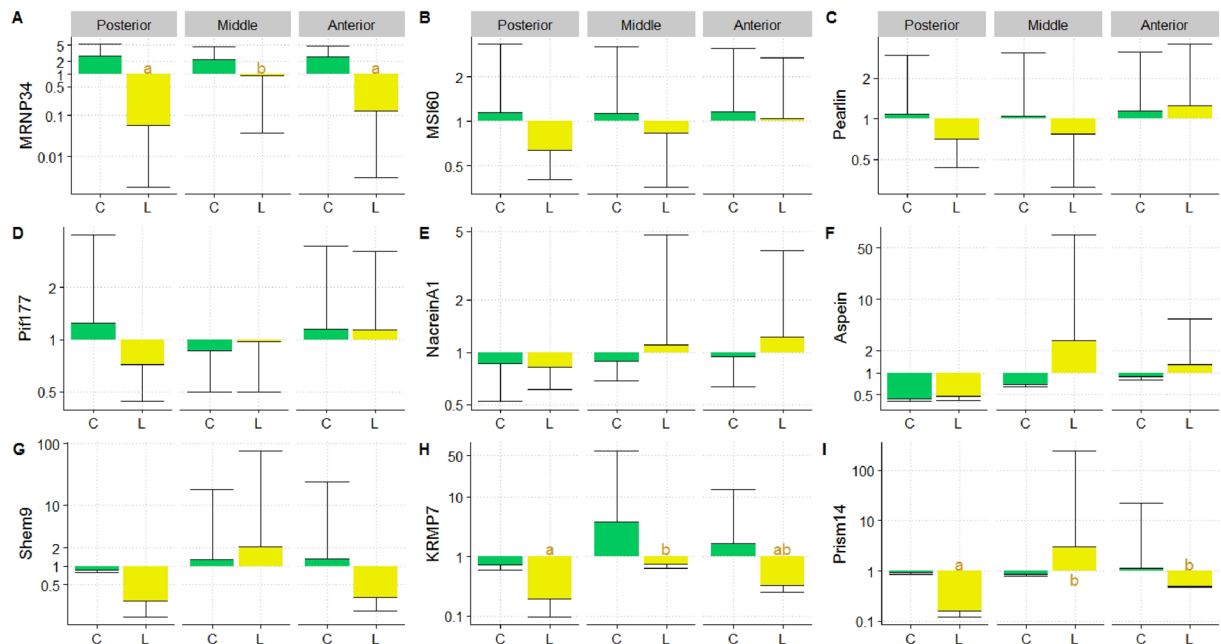 A Posterior Middle Anterior
MRNP34
5
2
1
0.5
0.1
0.01
a b a
C L C L C L
B Posterior Middle Anterior
MSI60
2
1
0.5
C L C L C L
C Posterior Middle Anterior
Pearlin
2
1
0.5
C L C L C L
D
Pif177
2
1
0.5
C L C L C L
E
NacreinA1
5
2
1
0.5
C L C L C L
F
Aspein
50
10
2
1
0.5
C L C L C L
G
Shem9
100
10
2
1
0.5
C L C L C L
H
KRMP7
50
10
1
0.1
a b ab
C L C L C L
I
Prism14
100
10
1
0.1
a b b
C L C L C L